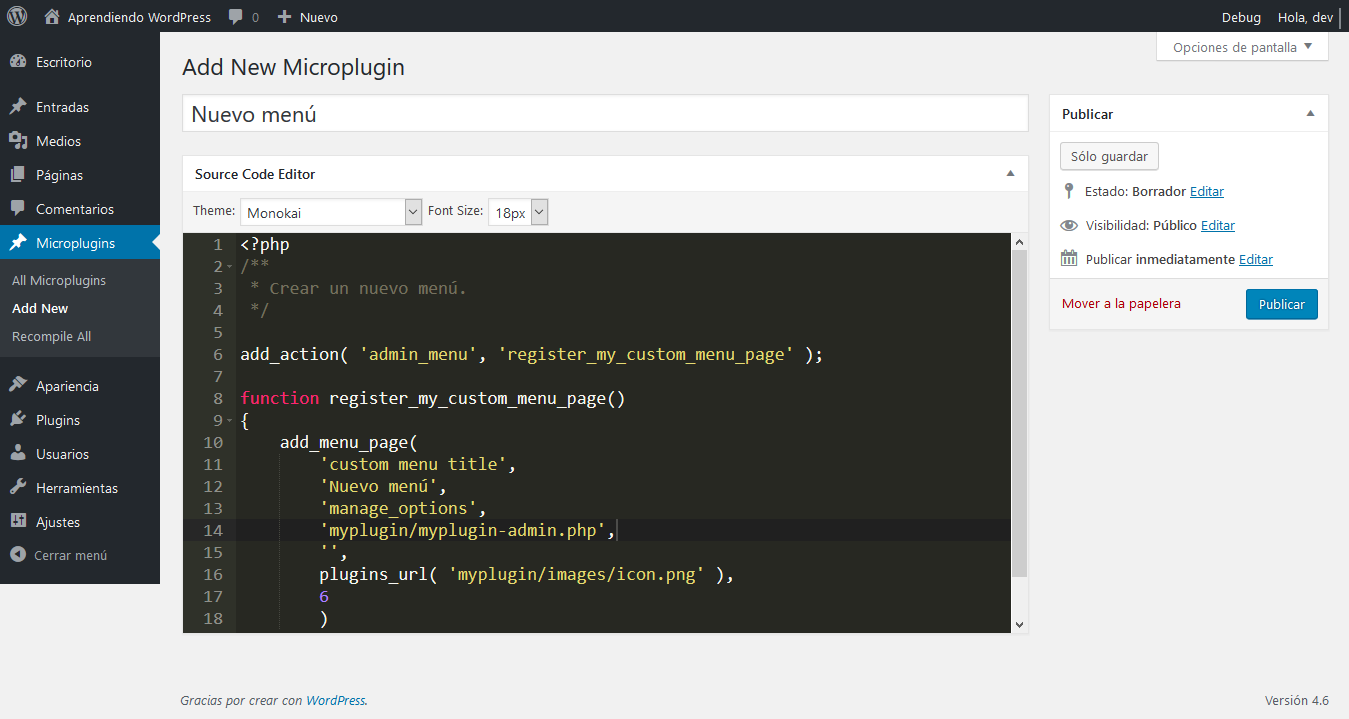 Aprendiendo WordPress 0 Nuevo Debug Hola, dev
Opciones de pantalla
Escritorio
Entradas
Medios
Páginas
Comentarios
Microplugins
All Microplugins
Add New
Recompile All
Apariencia
Plugins
Usuarios
Herramientas
Ajustes
Cerrar menú
Add New Microplugin
Nuevo menú
Source Code Editor
Theme: Monokai Font Size: 18px
1 <?php
2 /**
3  * Crear un nuevo menú.
4  */
5
6 add_action( 'admin_menu', 'register_my_custom_menu_page' );
7
8 function register_my_custom_menu_page()
9 {
10     add_menu_page(
11         'custom menu title',
12         'Nuevo menú',
13         'manage_options',
14         'myplugin/myplugin-admin.php',
15         '',
16         plugins_url( 'myplugin/images/icon.png' ),
17         6
18         )
Publicar
Sólo guardar
Estado: Borrador Editar
Visibilidad: Público Editar
Publicar inmediatamente Editar
Mover a la papelera Publicar
Gracias por crear con WordPress. Versión 4.6